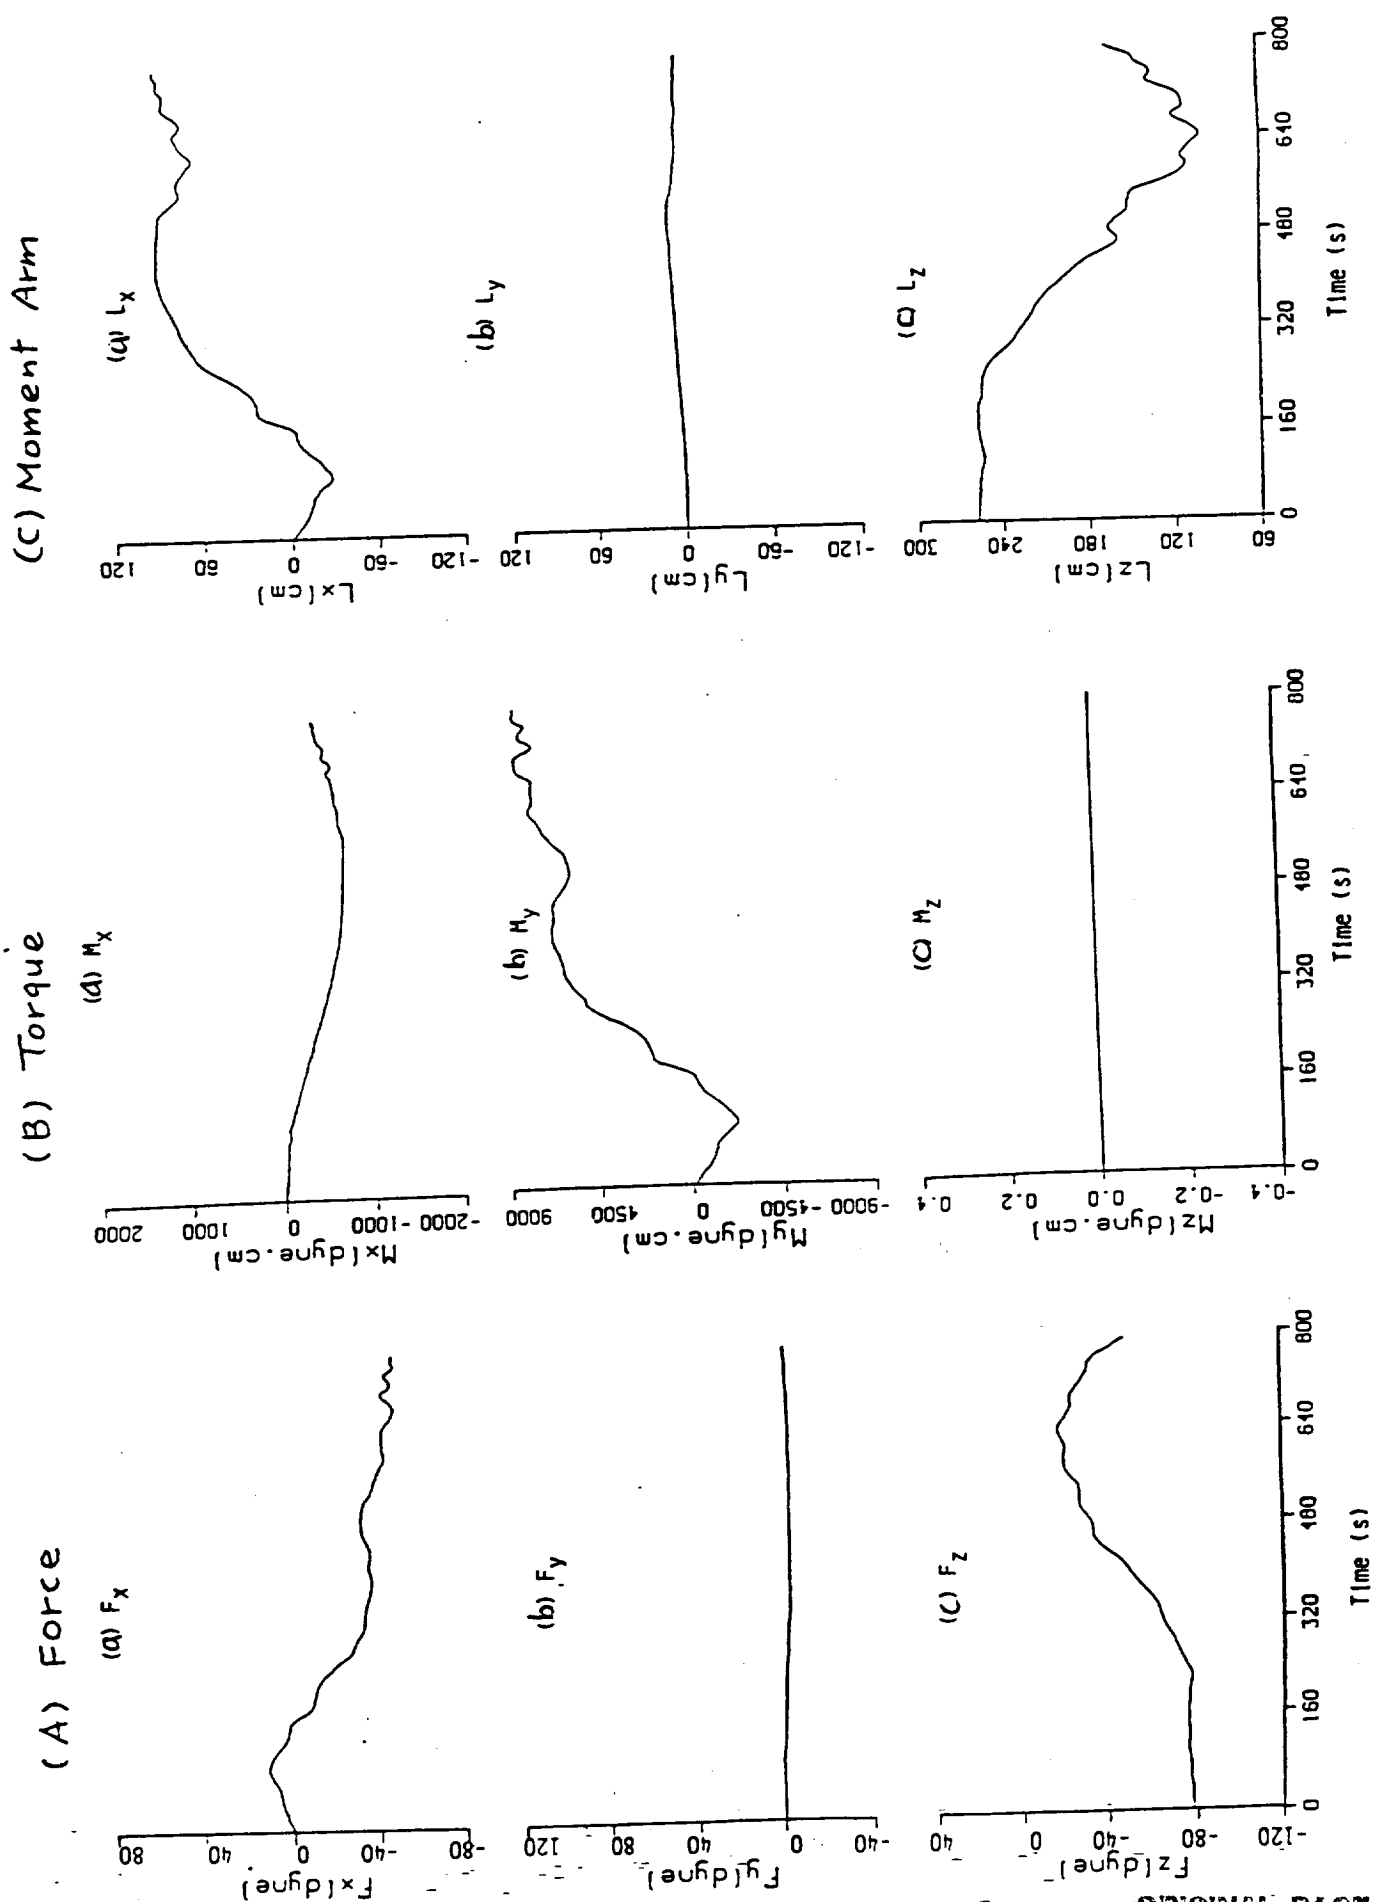 (A) Force
(a) Fx
80
40
0
-40
-80
Fx[dyne]
(b) Fy
120
80
40
0
-40
Fy[dyne]
(c) Fz
40
0
-40
-80
-120
Fz[dyne]
0 160 320 480 640 800
Time (s)
(B) Torque
(a) Mx
2000
1000
0
-1000
-2000
Mx[dyne.cm]
(b) My
9000
4500
0
-4500
-9000
My[dyne.cm]
(c) Mz
0.4
0.2
0.0
-0.2
-0.4
Mz[dyne.cm]
0 160 320 480 640 800
Time (s)
(C) Moment Arm
(a) Lx
120
60
0
-60
-120
Lx[cm]
(b) Ly
120
60
0
-60
-120
Ly[cm]
(c) Lz
300
240
180
120
60
Lz[cm]
0 160 320 480 640 800
Time (s)